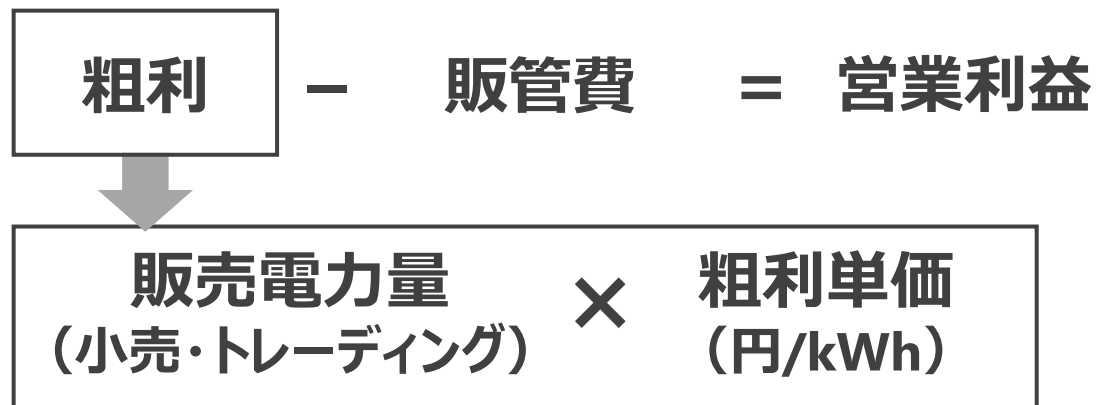 粗利 − 販管費 = 営業利益
販売電力量 × 粗利単価
（小売・トレーディング） （円/kWh）